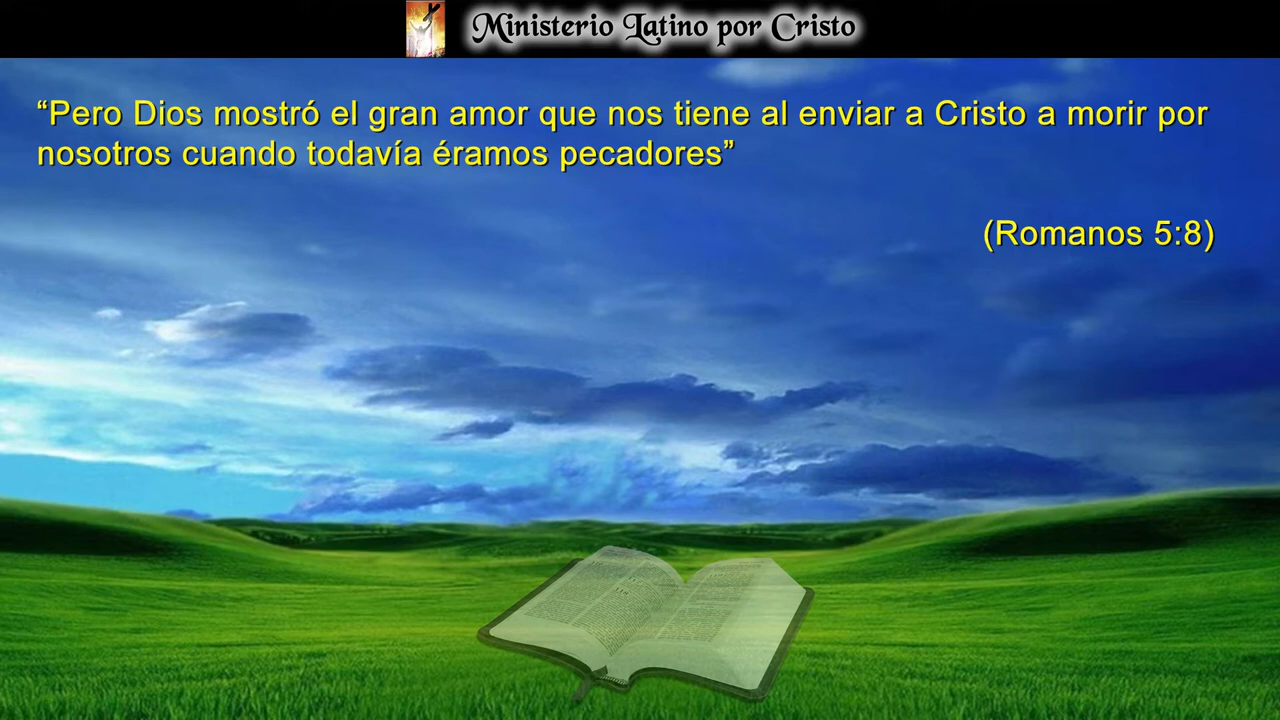 Ministerio Latino por Cristo
“Pero Dios mostró el gran amor que nos tiene al enviar a Cristo a morir por
nosotros cuando todavía éramos pecadores”
(Romanos 5:8)